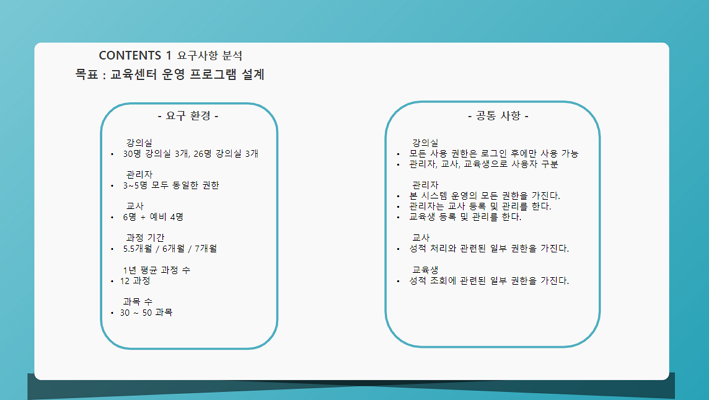 CONTENTS 1 요구사항 분석
목표 : 교육센터 운영 프로그램 설계
- 요구 환경 -
강의실
• 30명 강의실 3개, 26명 강의실 3개
관리자
• 3~5명 모두 동일한 권한
교사
• 6명 + 예비 4명
과정 기간
• 5.5개월 / 6개월 / 7개월
1년 평균 과정 수
• 12 과정
과목 수
• 30 ~ 50 과목
- 공통 사항 -
강의실
• 모든 사용 권한은 로그인 후에만 사용 가능
• 관리자, 교사, 교육생으로 사용자 구분
관리자
• 본 시스템 운영의 모든 권한을 가진다.
• 관리자는 교사 등록 및 관리를 한다.
• 교육생 등록 및 관리를 한다.
교사
• 성적 처리와 관련된 일부 권한을 가진다.
교육생
• 성적 조회에 관련된 일부 권한을 가진다.